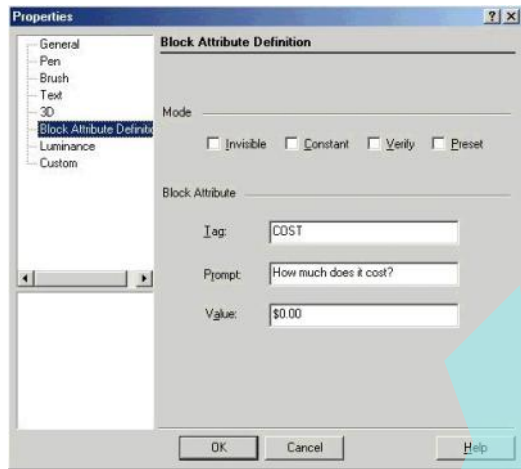 Properties
General
Pen
Brush
Text
3D
Block Attribute Definitio
Luminance
Custom
Block Attribute Definition
Mode
Invisible
Constant
Verify
Preset
Block Attribute
Tag: COST
Prompt: How much does it cost?
Value: $0.00
OK
Cancel
Help